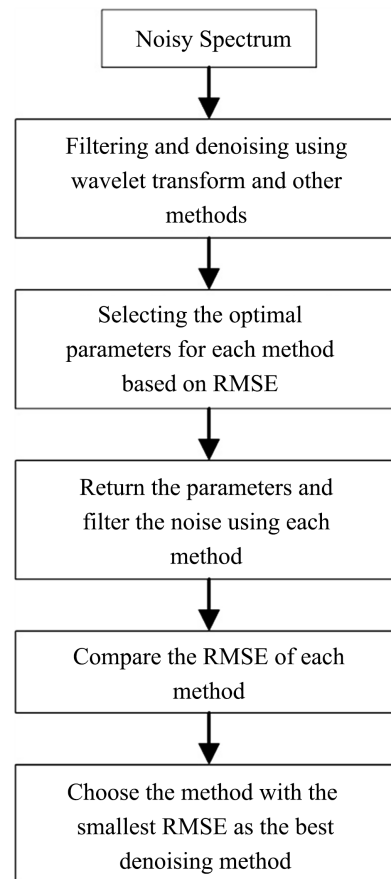 Noisy Spectrum
Filtering and denoising using
wavelet transform and other
methods
Selecting the optimal
parameters for each method
based on RMSE
Return the parameters and
filter the noise using each
method
Compare the RMSE of each
method
Choose the method with the
smallest RMSE as the best
denoising method